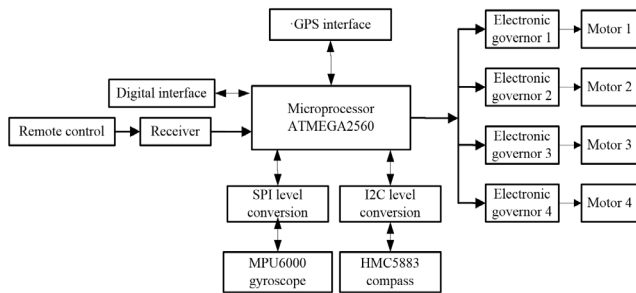 ·GPS interface
Digital interface
Remote control
Receiver
Microprocessor
ATMEGA2560
SPI level
conversion
I2C level
conversion
MPU6000
gyroscope
HMC5883
compass
Electronic
governor 1
Motor 1
Electronic
governor 2
Motor 2
Electronic
governor 3
Motor 3
Electronic
governor 4
Motor 4